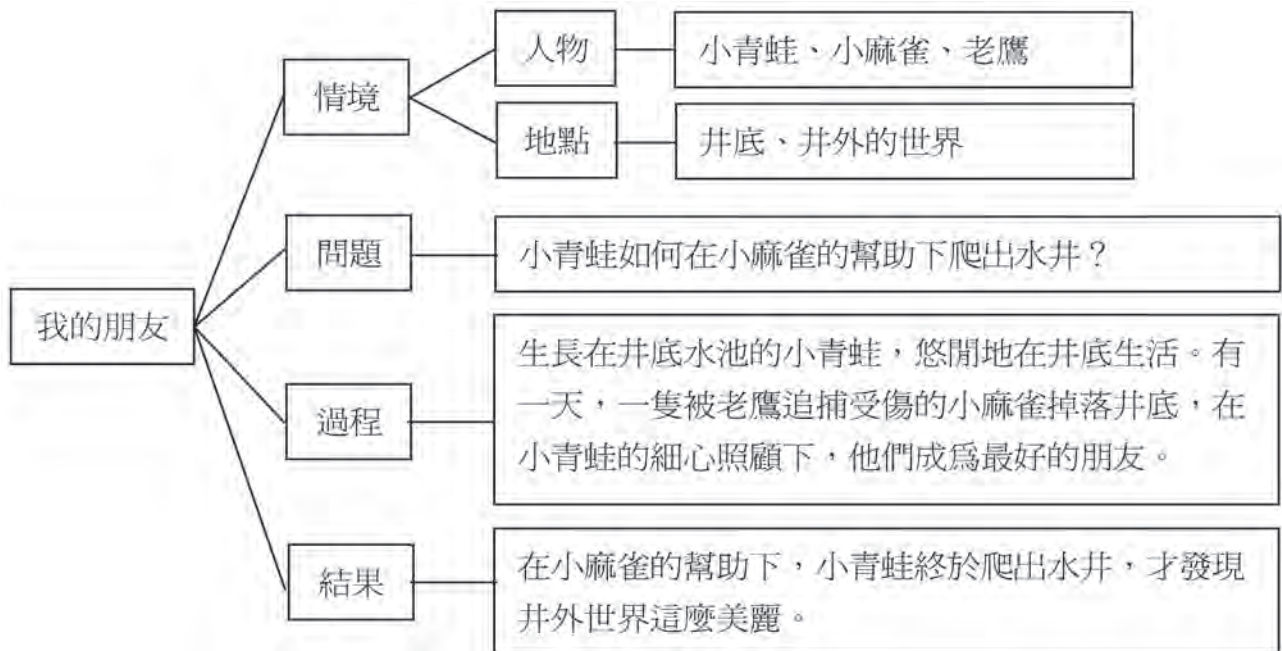 人物
小青蛙、小麻雀、老鷹
情境
地點
井底、井外的世界
問題
小青蛙如何在小麻雀的幫助下爬出水井？
我的朋友
過程
生長在井底水池的小青蛙，悠閒地在井底生活。有
一天，一隻被老鷹追捕受傷的小麻雀掉落井底，在
小青蛙的細心照顧下，他們成為最好的朋友。
結果
在小麻雀的幫助下，小青蛙終於爬出水井，才發現
井外世界這麼美麗。